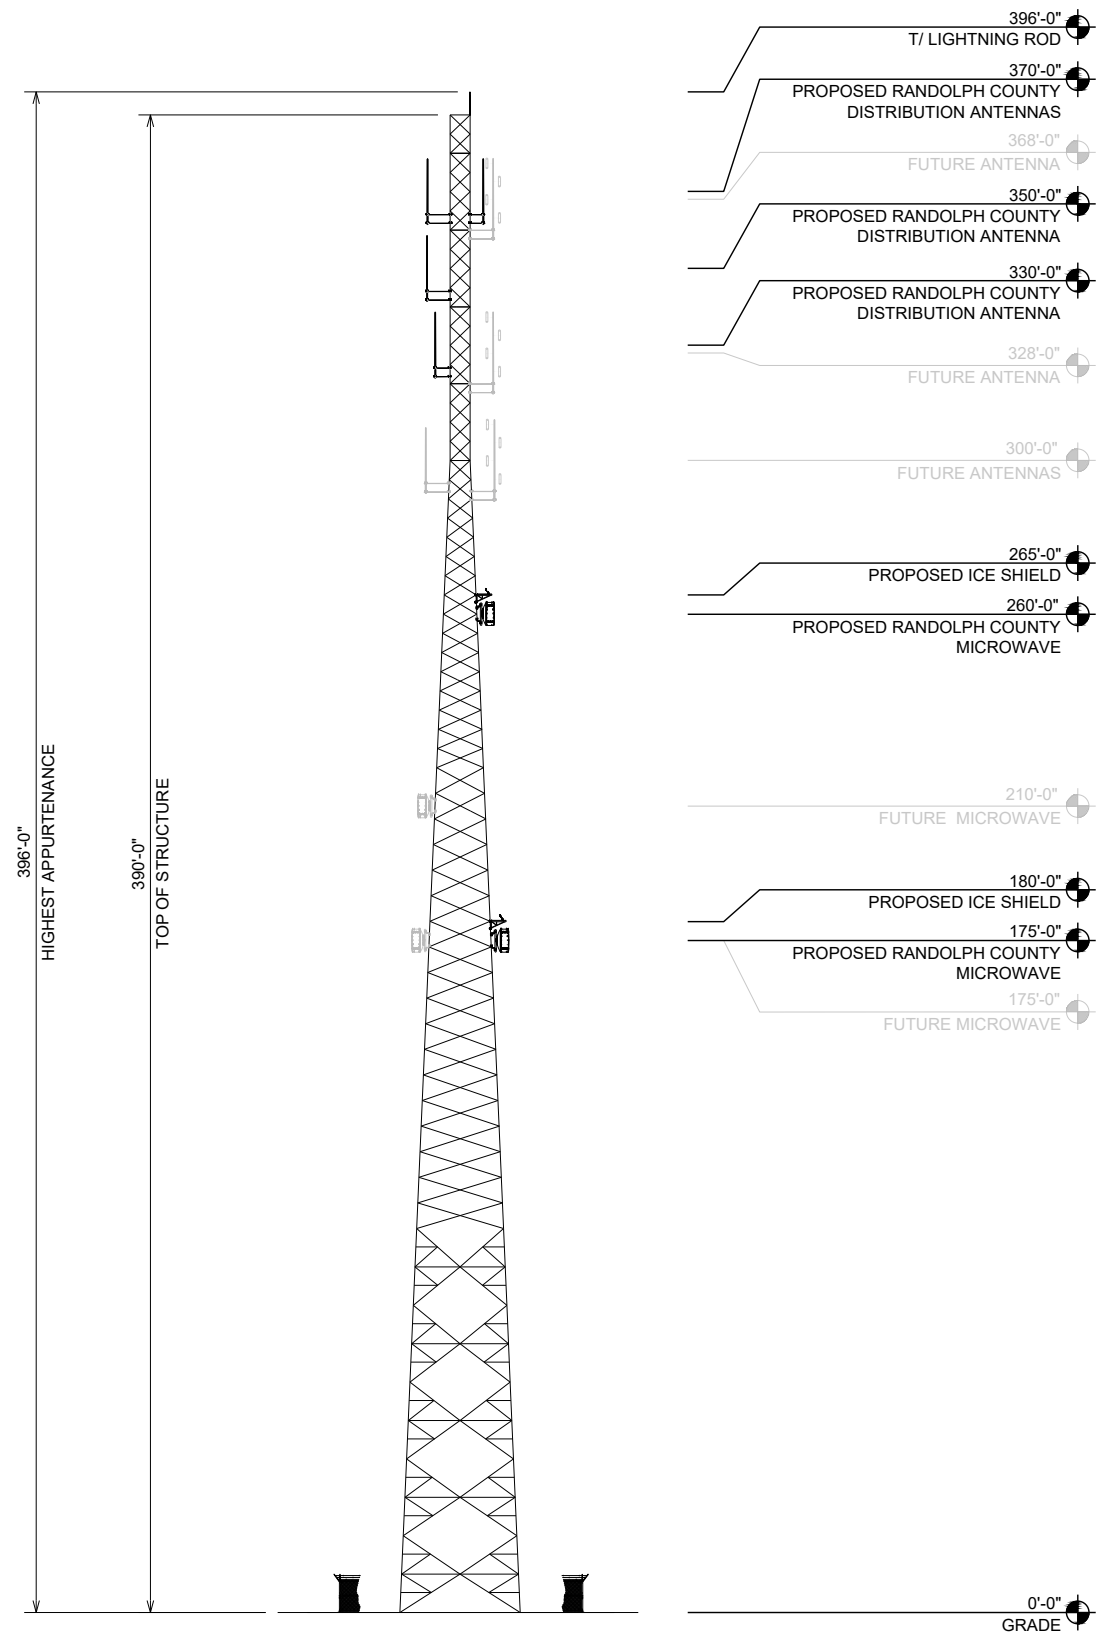 396'-0"
T/ LIGHTNING ROD
370'-0"
PROPOSED RANDOLPH COUNTY
DISTRIBUTION ANTENNAS
368'-0"
FUTURE ANTENNA
350'-0"
PROPOSED RANDOLPH COUNTY
DISTRIBUTION ANTENNA
330'-0"
PROPOSED RANDOLPH COUNTY
DISTRIBUTION ANTENNA
328'-0"
FUTURE ANTENNA
300'-0"
FUTURE ANTENNAS
265'-0"
PROPOSED ICE SHIELD
260'-0"
PROPOSED RANDOLPH COUNTY
MICROWAVE
210'-0"
FUTURE MICROWAVE
180'-0"
PROPOSED ICE SHIELD
175'-0"
PROPOSED RANDOLPH COUNTY
MICROWAVE
175'-0"
FUTURE MICROWAVE
0'-0"
GRADE
396'-0"
HIGHEST APPURTENANCE
390'-0"
TOP OF STRUCTURE